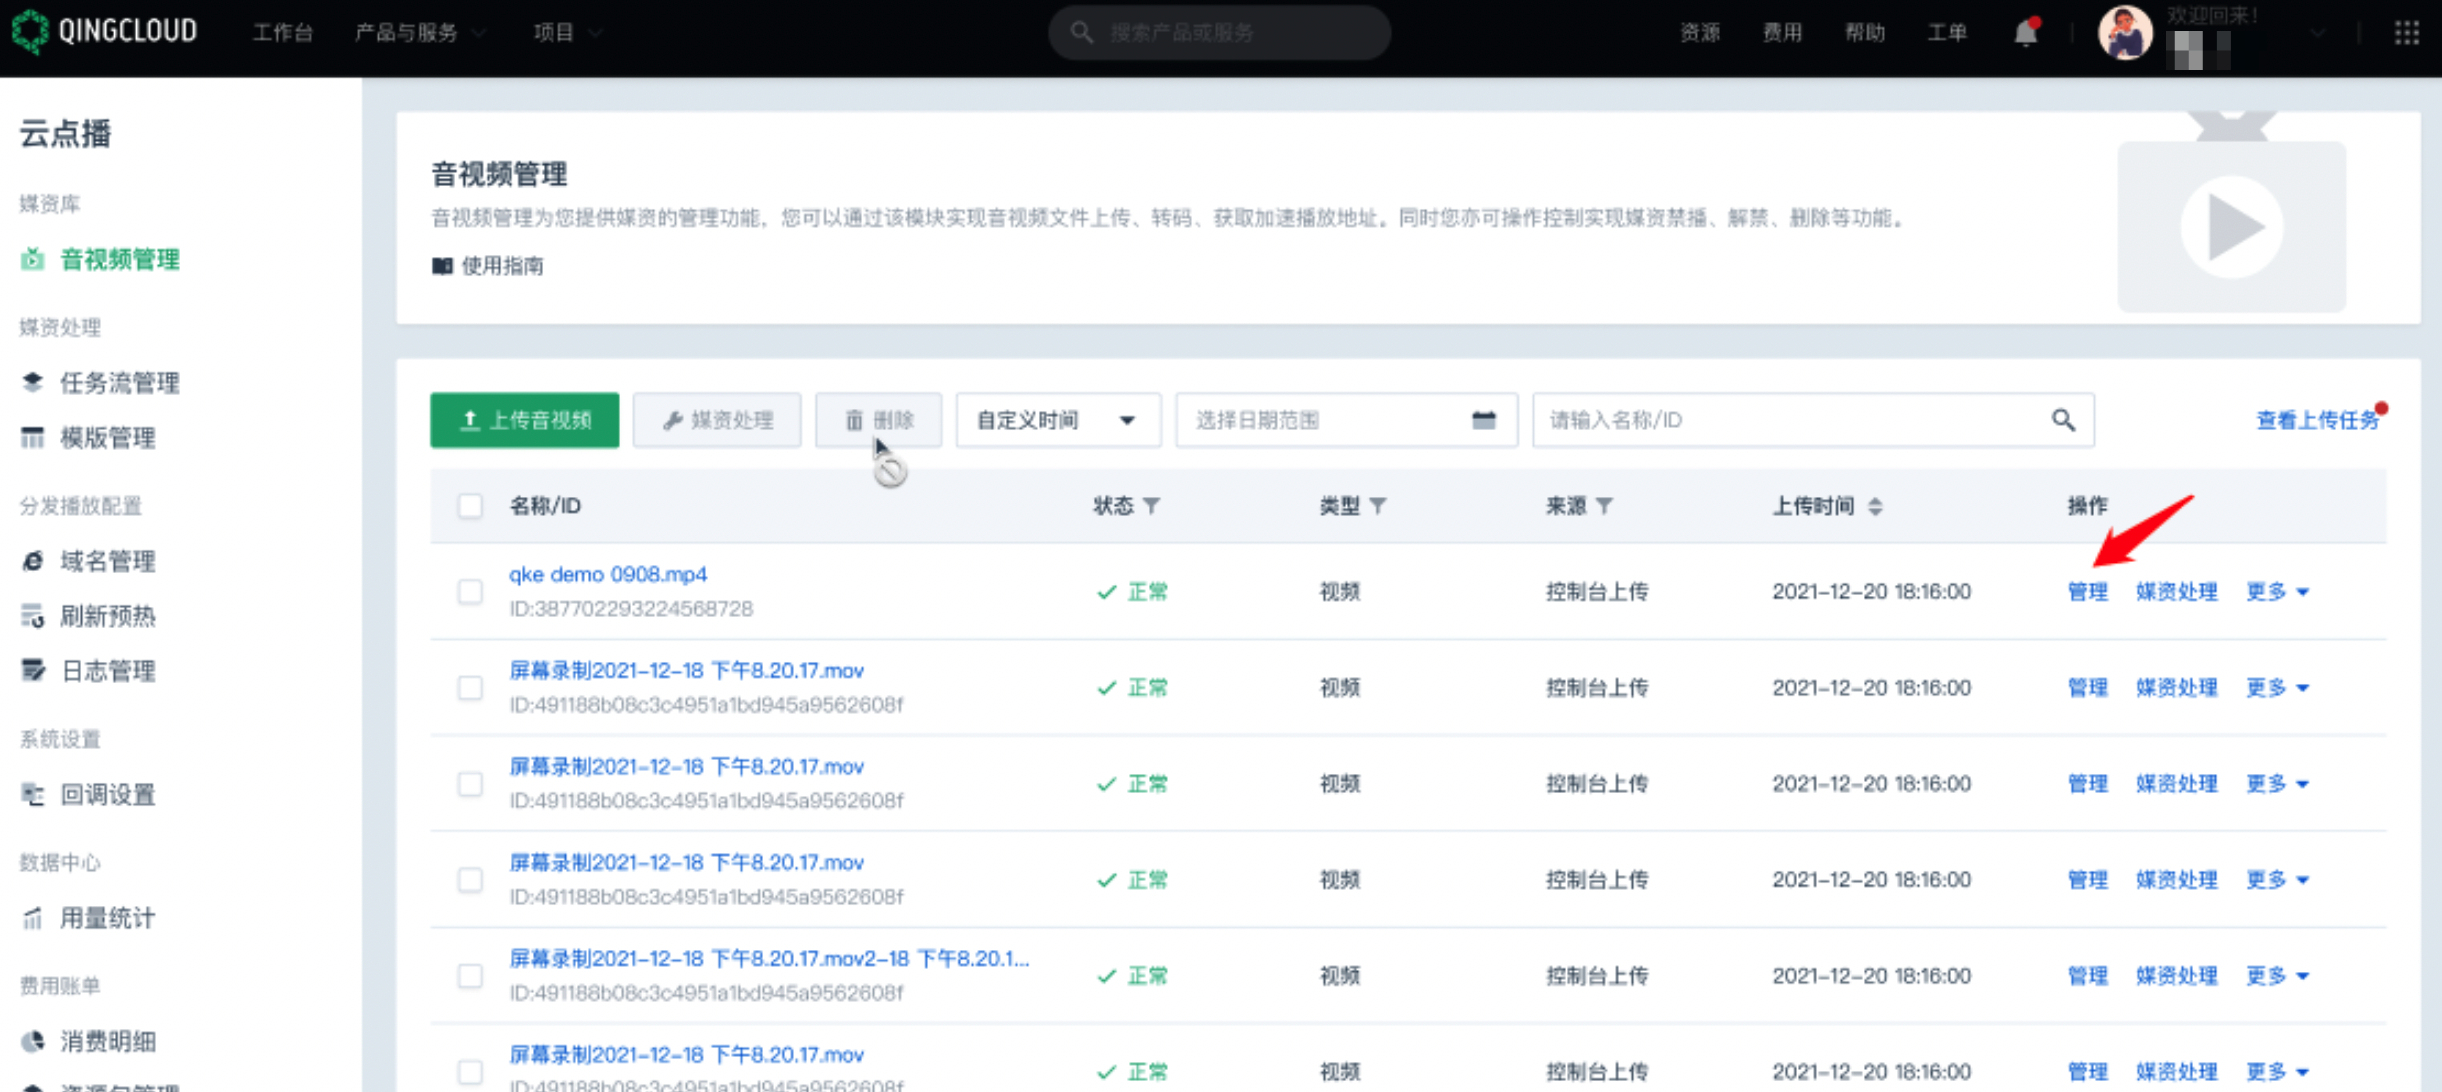 QINGCLOUD 工作台 产品与服务 项目 搜索产品或服务 资源 费用 帮助 工单 欢迎回来!
云点播
媒资库
音视频管理
媒资处理
任务流管理
模版管理
分发播放配置
域名管理
刷新预热
日志管理
系统设置
回调设置
数据中心
用量统计
费用账单
消费明细
资源包管理
音视频管理
音视频管理为您提供媒资的管理功能，您可以通过该模块实现音视频文件上传、转码、获取加速播放地址。同时您亦可操作控制实现媒资禁播、解禁、删除等功能。
使用指南
上传音视频 媒资处理 删除 自定义时间 选择日期范围 请输入名称/ID 查看上传任务
名称/ID 状态 类型 来源 上传时间 操作
qke demo 0908.mp4
ID:387702293224568728 正常 视频 控制台上传 2021-12-20 18:16:00 管理 媒资处理 更多
屏幕录制2021-12-18 下午8.20.17.mov
ID:491188b08c3c4951a1bd945a9562608f 正常 视频 控制台上传 2021-12-20 18:16:00 管理 媒资处理 更多
屏幕录制2021-12-18 下午8.20.17.mov
ID:491188b08c3c4951a1bd945a9562608f 正常 视频 控制台上传 2021-12-20 18:16:00 管理 媒资处理 更多
屏幕录制2021-12-18 下午8.20.17.mov
ID:491188b08c3c4951a1bd945a9562608f 正常 视频 控制台上传 2021-12-20 18:16:00 管理 媒资处理 更多
屏幕录制2021-12-18 下午8.20.17.mov2-18 下午8.20.1...
ID:491188b08c3c4951a1bd945a9562608f 正常 视频 控制台上传 2021-12-20 18:16:00 管理 媒资处理 更多
屏幕录制2021-12-18 下午8.20.17.mov
ID:491188b08c3c4951a1bd945a9562608f 正常 视频 控制台上传 2021-12-20 18:16:00 管理 媒资处理 更多